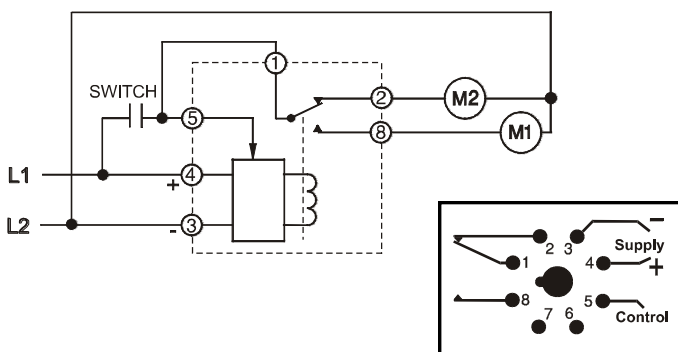 1
SWITCH
2
M2
5
8
M1
L1
4
+
L2
3
-
2 3 -
Supply
1 4 +
8 5
Control
7 6